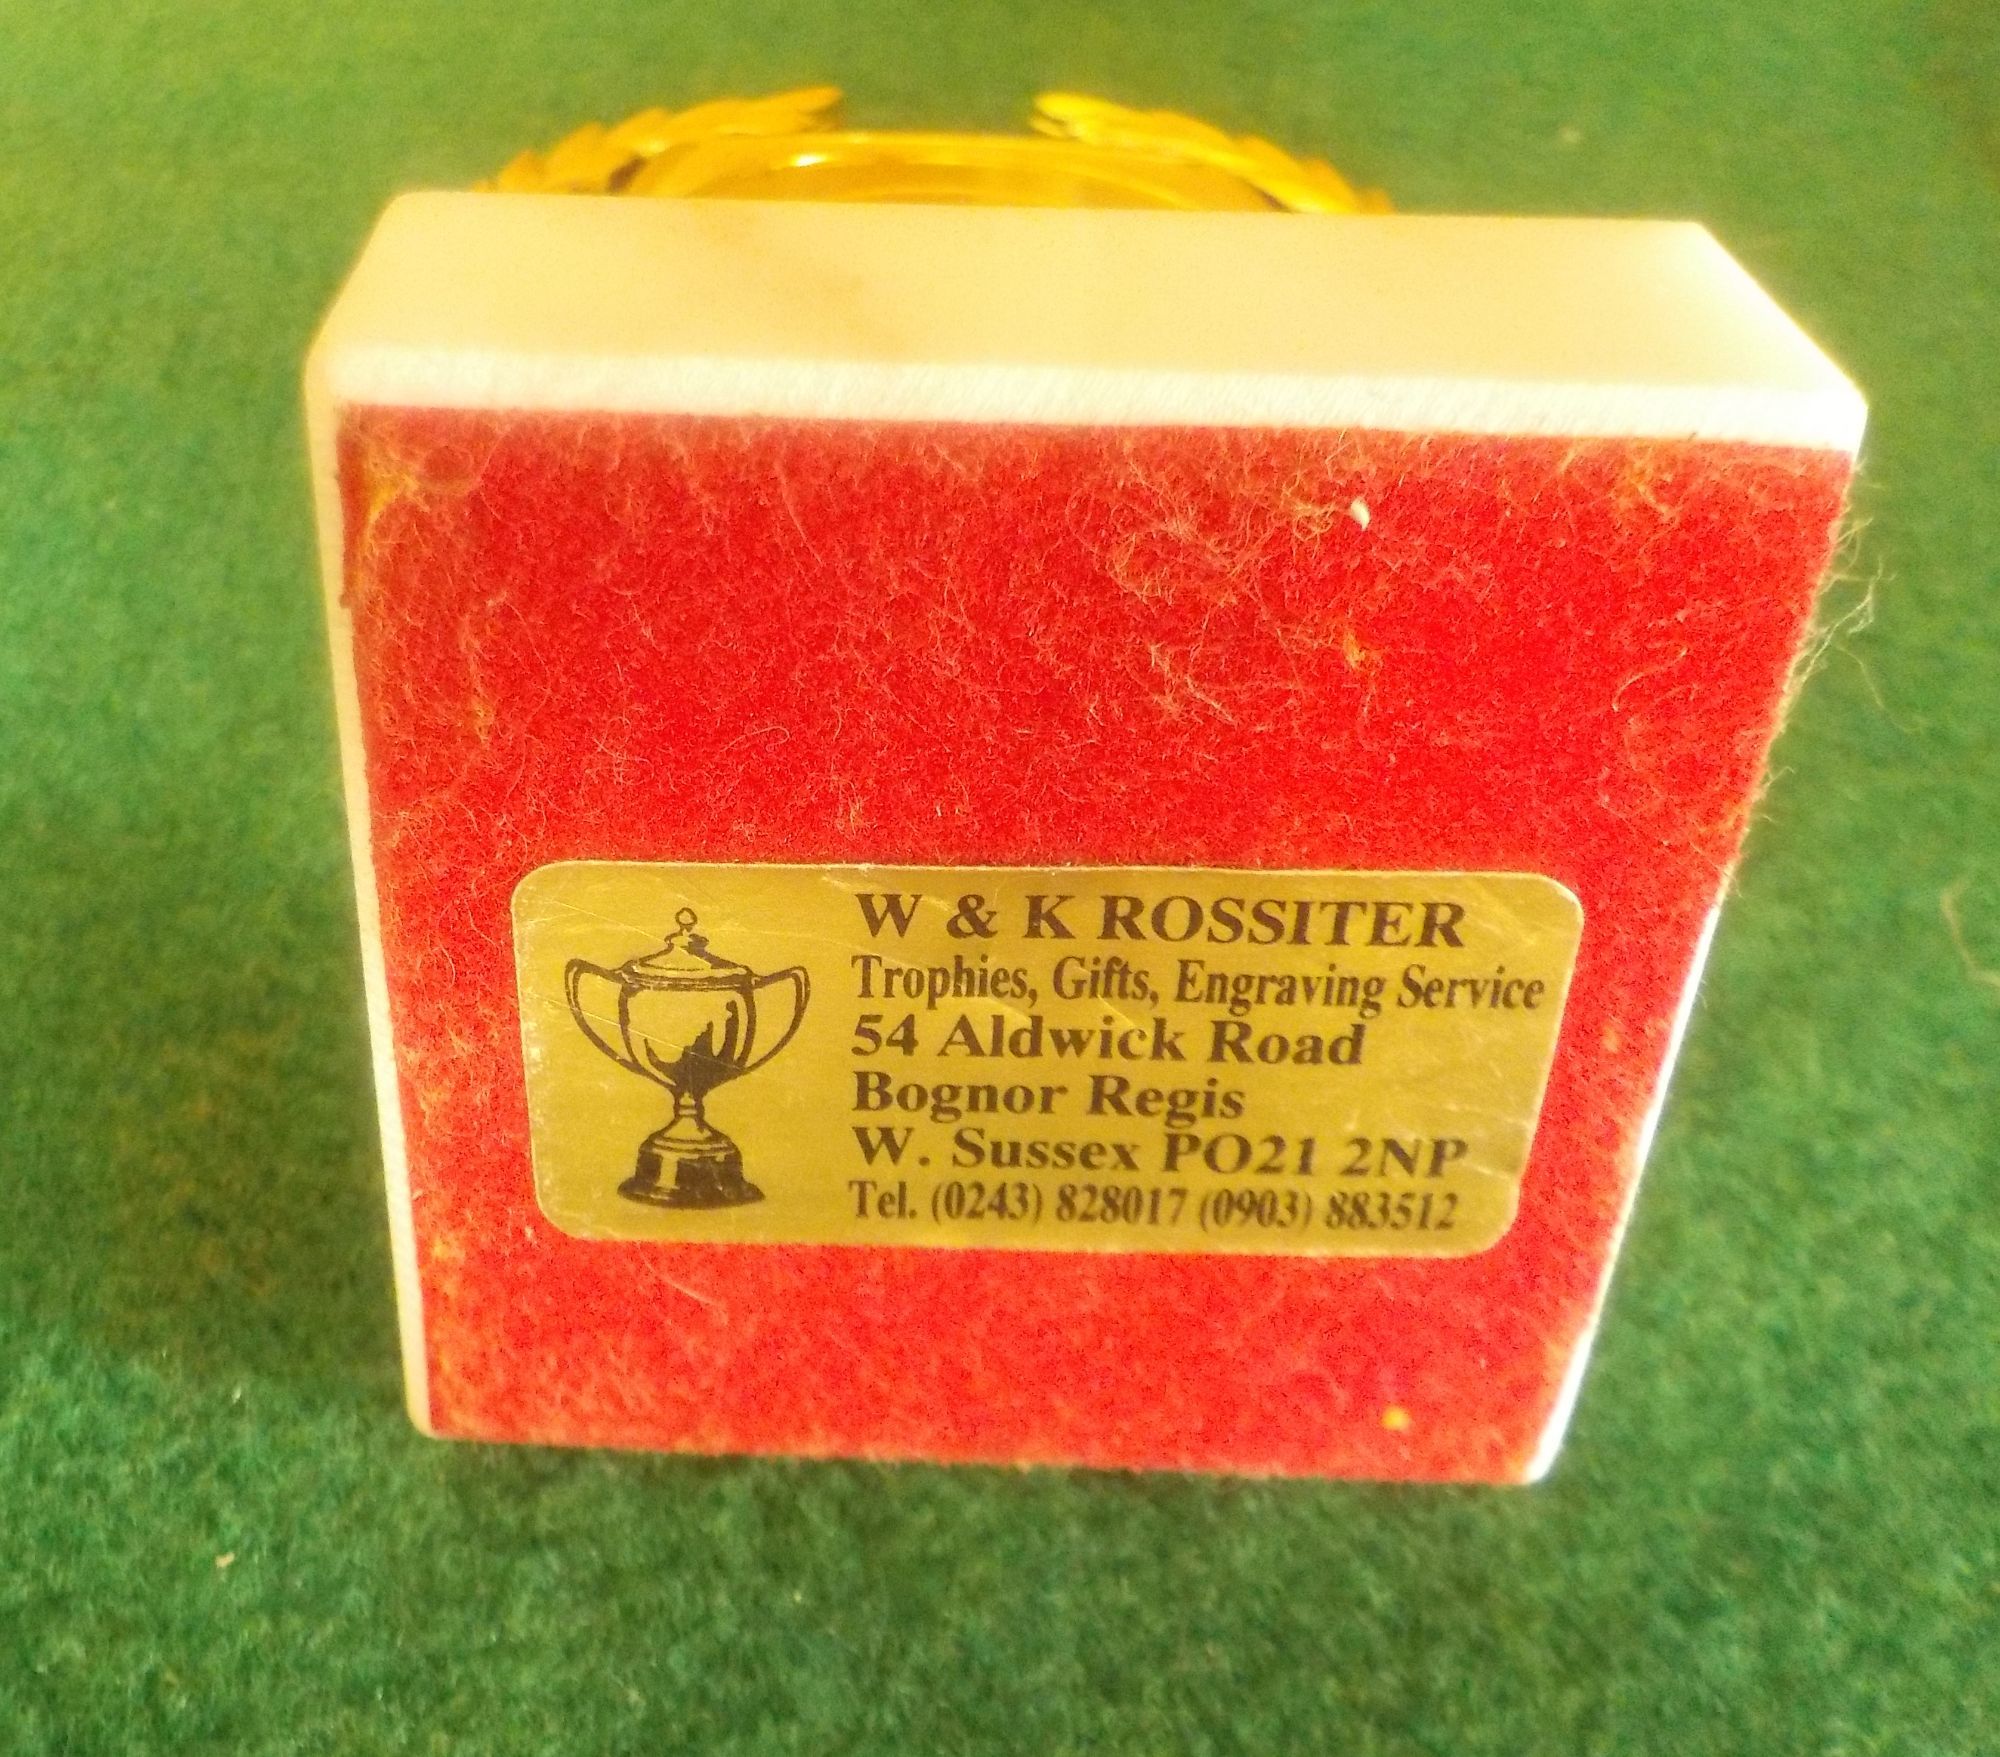 W & K ROSSITER
Trophies, Gifts, Engraving Service
54 Aldwick Road
Bognor Regis
W. Sussex PO21 2NP
Tel. (0243) 828017 (0903) 883512